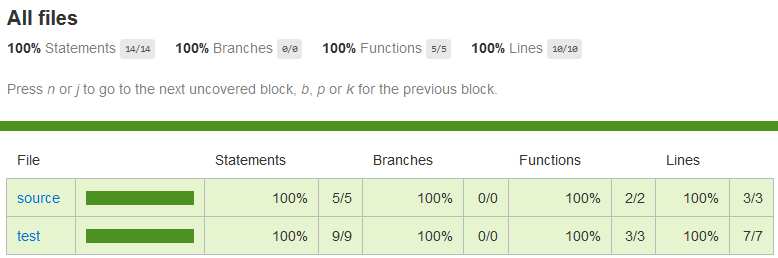 All files
100% Statements 14/14 100% Branches 0/0 100% Functions 5/5 100% Lines 10/10
Press n or j to go to the next uncovered block, b, p or k for the previous block.
File Statements Branches Functions Lines
source 100% 5/5 100% 0/0 100% 2/2 100% 3/3
test 100% 9/9 100% 0/0 100% 3/3 100% 7/7